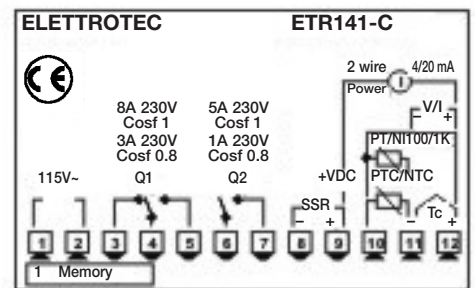 ELETTROTEC ETR141-C
CE
2 wire 4/20 mA
Power I
V/I
- +
8A 230V 5A 230V
Cosf 1 Cosf 1
3A 230V 1A 230V
Cosf 0.8 Cosf 0.8
PT/NI100/1K
115V~ Q1 Q2 +VDC PTC/NTC
SSR Tc
- + - +
1 2 3 4 5 6 7 8 9 10 11 12
1 Memory